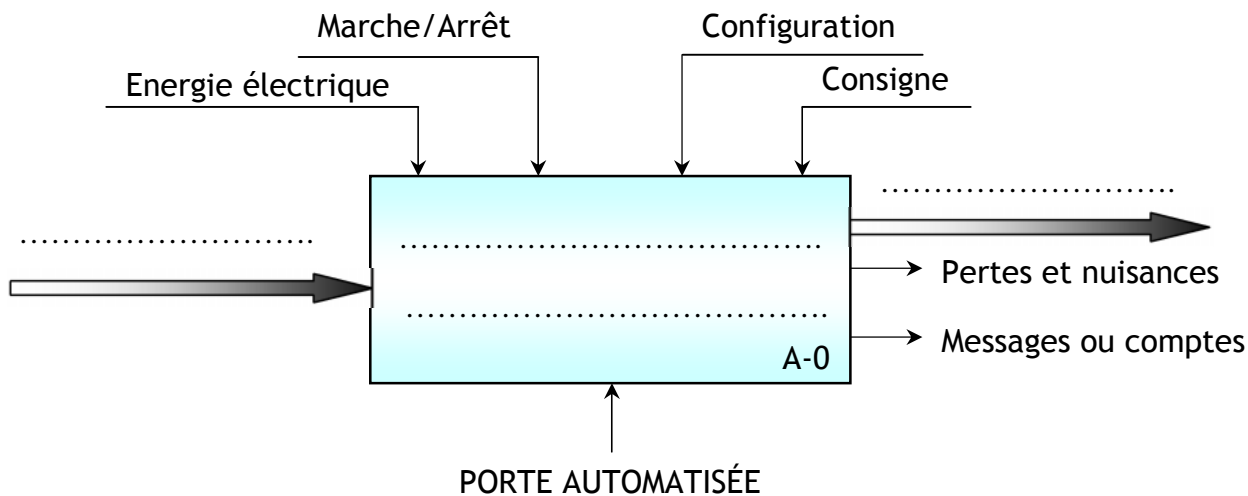 Marche/Arrêt
Configuration
Energie électrique
Consigne
..............................
..............................
...........................................
...........................................
Pertes et nuisances
Messages ou comptes
A-0
PORTE AUTOMATISÉE